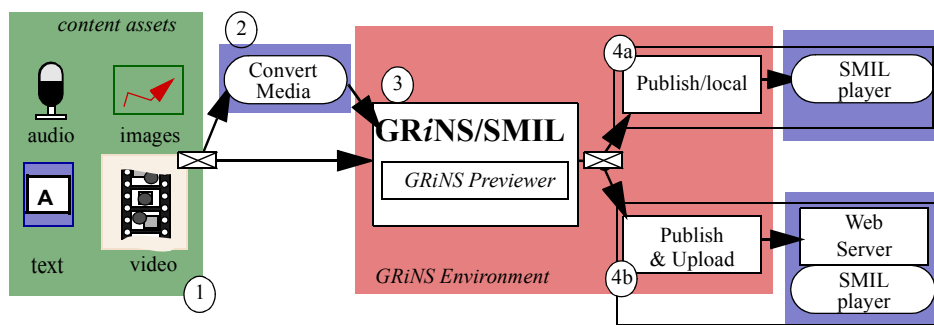 content assets
audio
images
A
text
video
1
2
Convert
Media
3
GRiNS/SMIL
GRiNS Previewer
GRiNS Environment
4a
Publish/local
SMIL
player
4b
Publish
& Upload
Web
Server
SMIL
player